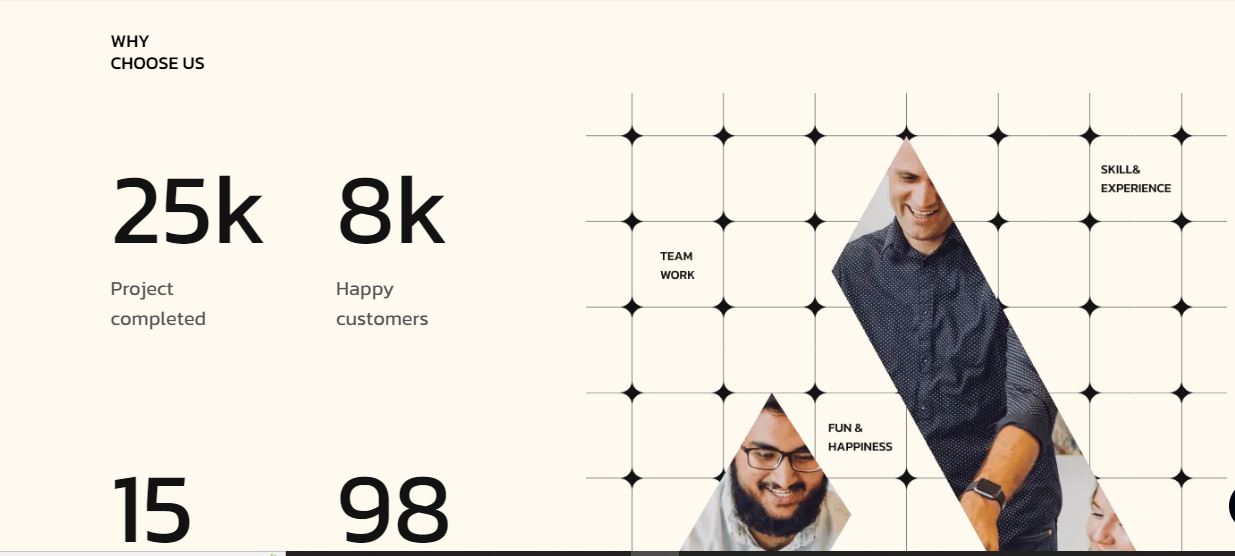 WHY
CHOOSE US
25k
8k
Project
completed
Happy
customers
15
98
TEAM
WORK
SKILL&
EXPERIENCE
FUN &
HAPPINESS